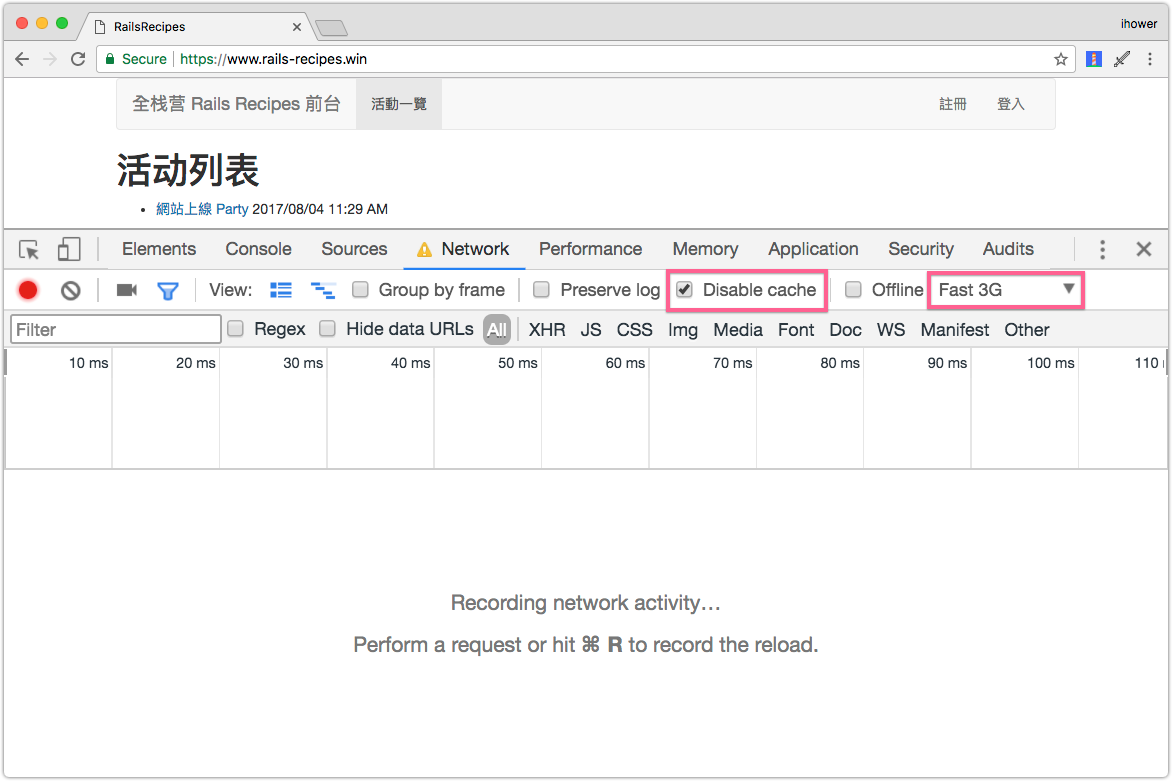 RailsRecipes
ihower
Secure https://www.rails-recipes.win
全栈营 Rails Recipes 前台 活動一覽 註冊 登入
活动列表
網站上線 Party 2017/08/04 11:29 AM
Elements Console Sources Network Performance Memory Application Security Audits
View: Group by frame Preserve log Disable cache Offline Fast 3G
Filter Regex Hide data URLs All XHR JS CSS Img Media Font Doc WS Manifest Other
10 ms 20 ms 30 ms 40 ms 50 ms 60 ms 70 ms 80 ms 90 ms 100 ms 110
Recording network activity…
Perform a request or hit ⌘ R to record the reload.